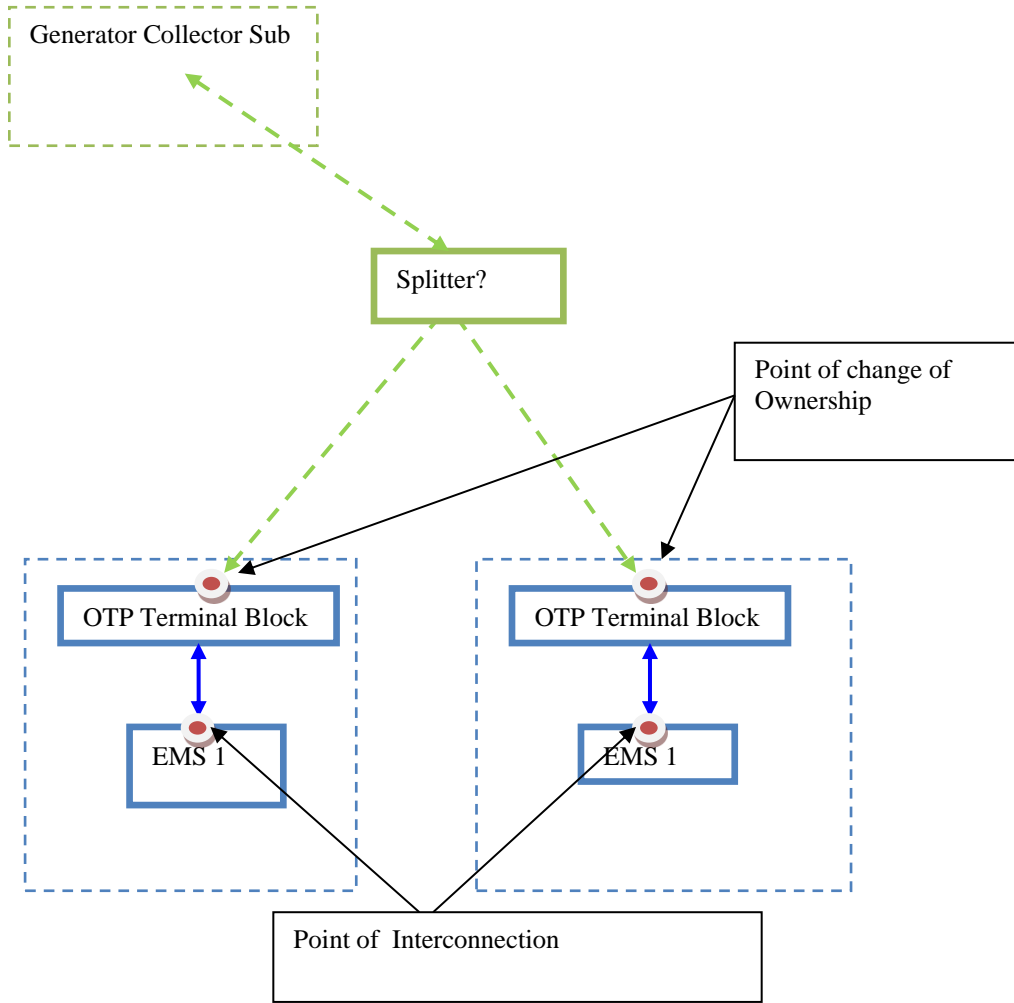 Generator Collector Sub
Splitter?
Point of change of
Ownership
OTP Terminal Block
OTP Terminal Block
EMS 1
EMS 1
Point of  Interconnection